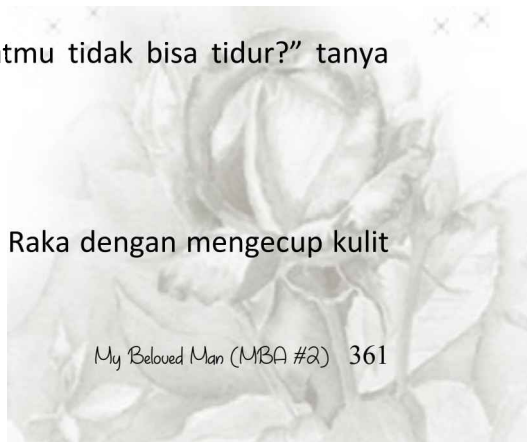 tmu tidak bisa tidur?” tanya
Raka dengan mengecup kulit
My Beloved Man (MBA #2) 361